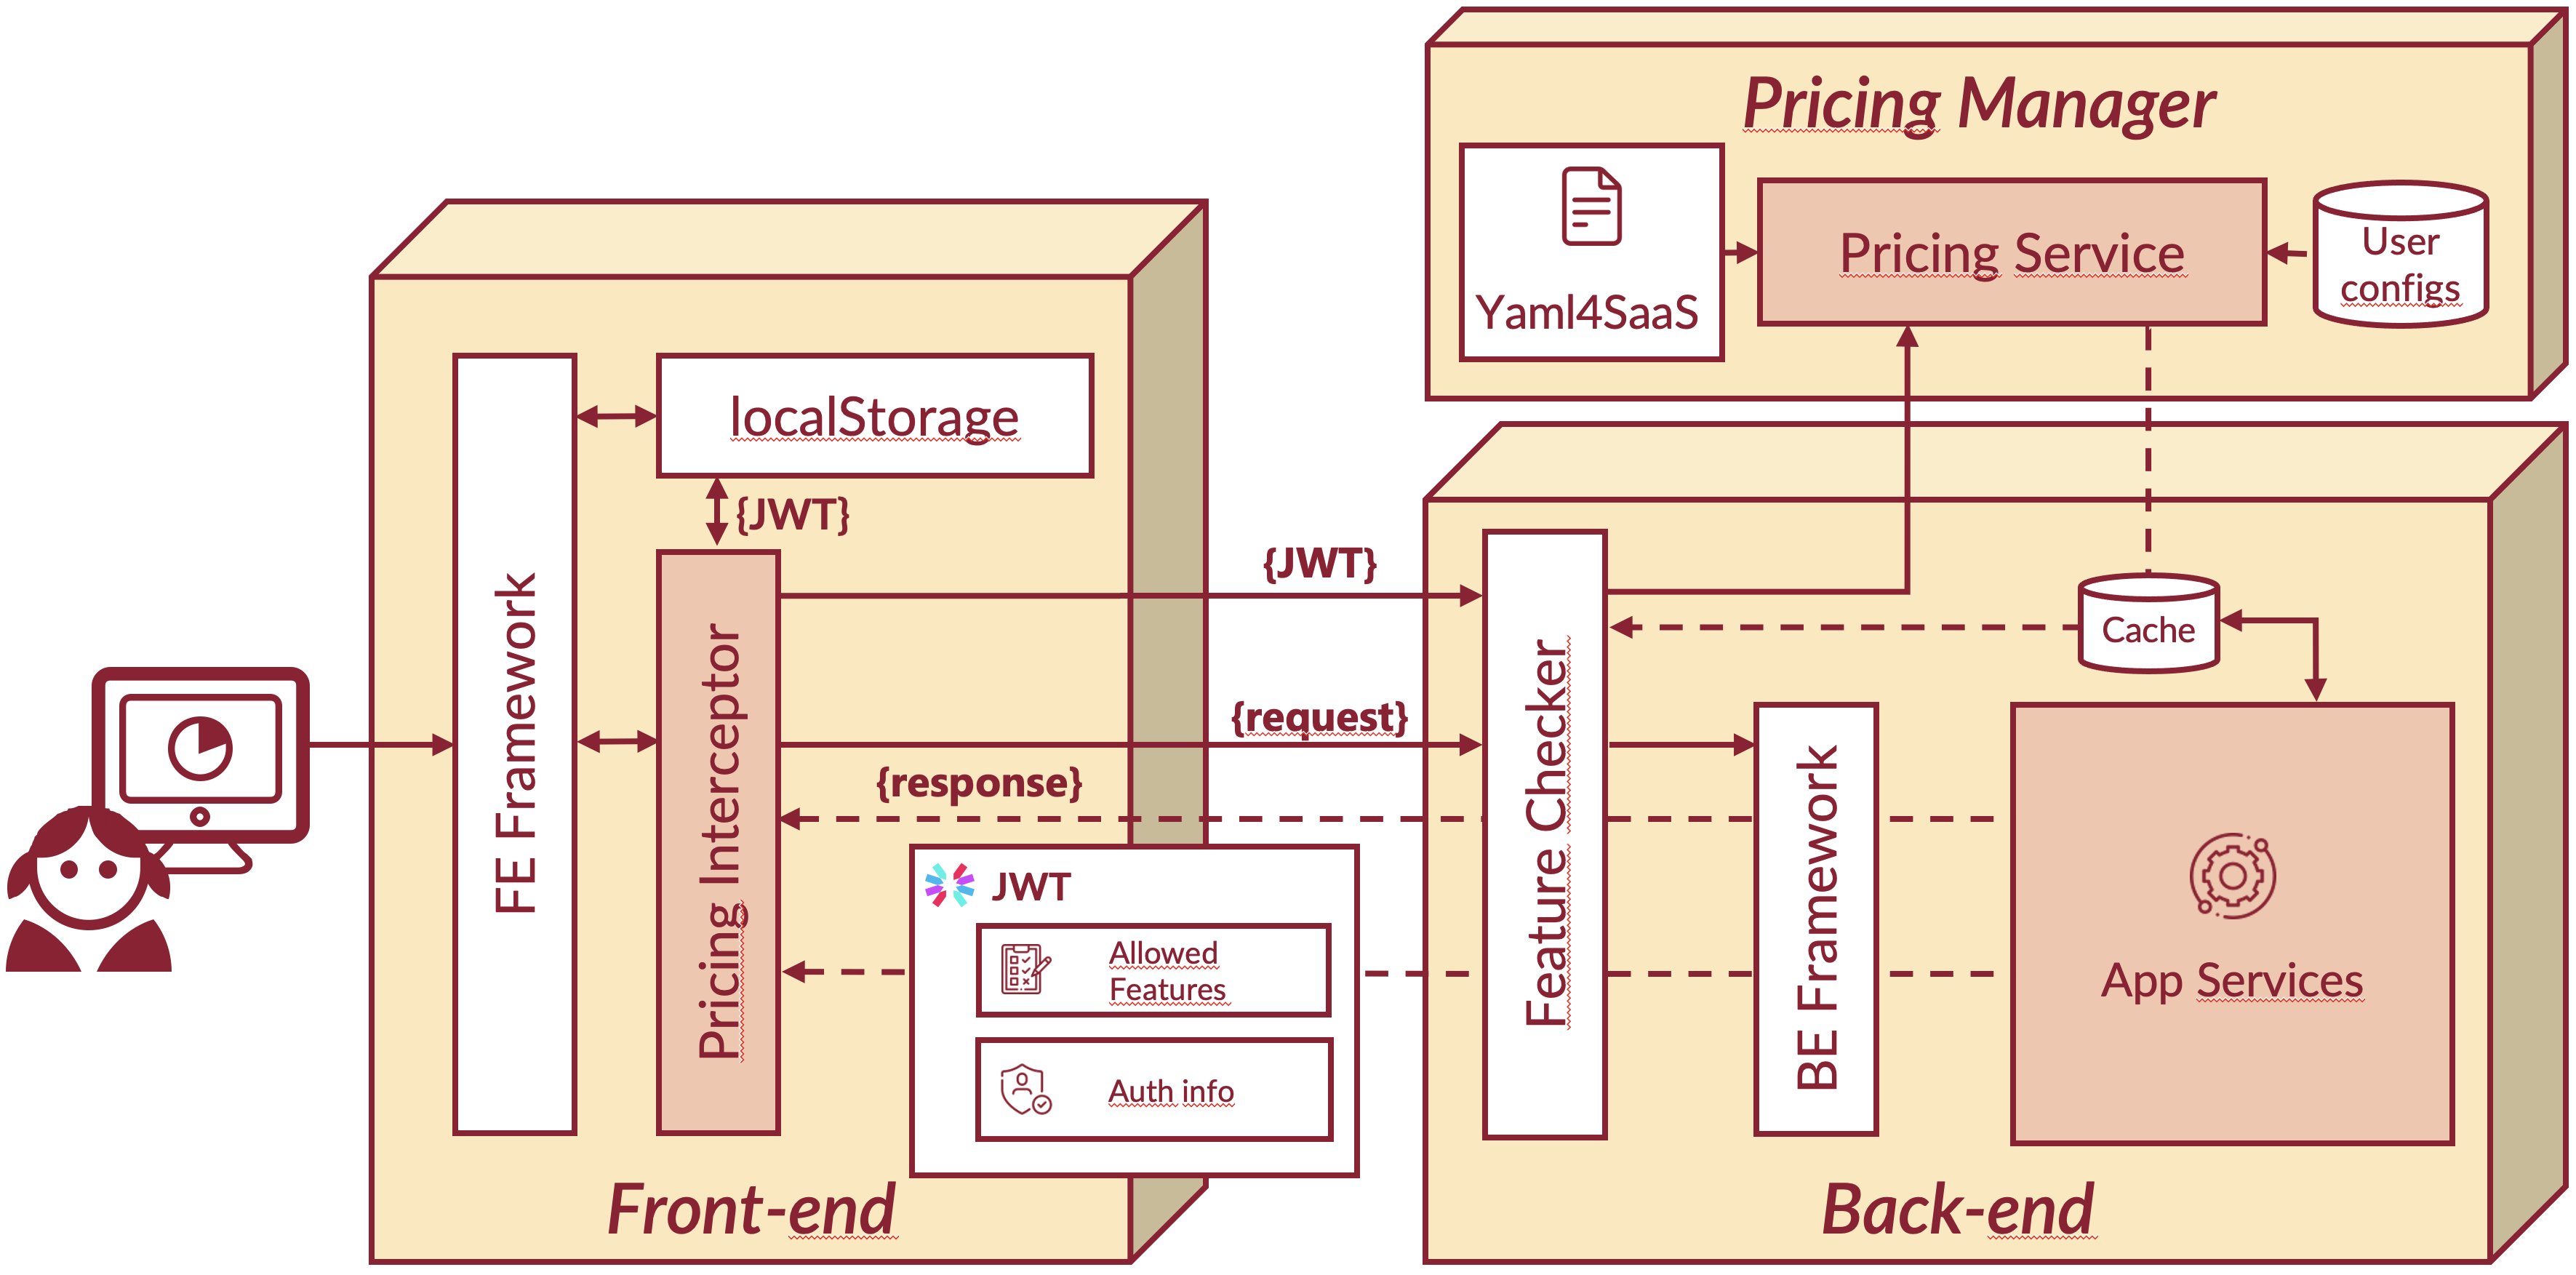 Pricing Manager
Yaml4SaaS
Pricing Service
User
configs
localStorage
{JWT}
FE Framework
Pricing Interceptor
{JWT}
{request}
{response}
JWT
Allowed
Features
Auth info
Front-end
Feature Checker
Cache
BE Framework
App Services
Back-end